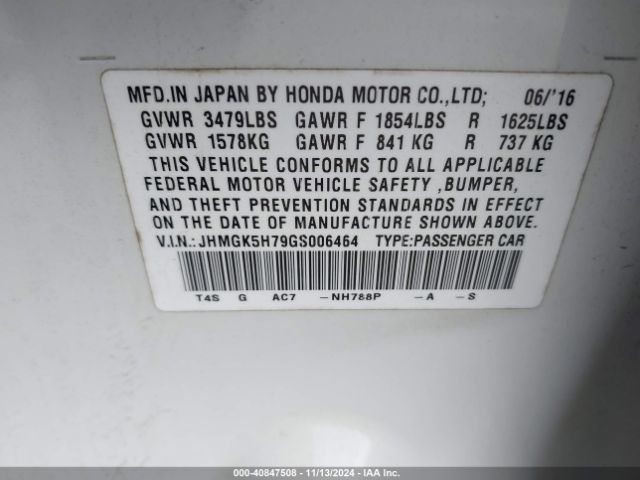 MFD.IN JAPAN BY HONDA MOTOR CO.,LTD; 06/'16
GVWR 3479LBS GAWR F 1854LBS R 1625LBS
GVWR 1578KG GAWR F 841 KG R 737 KG
THIS VEHICLE CONFORMS TO ALL APPLICABLE
FEDERAL MOTOR VEHICLE SAFETY ,BUMPER,
AND THEFT PREVENTION STANDARDS IN EFFECT
ON THE DATE OF MANUFACTURE SHOWN ABOVE.
V.I.N.: JHMGK5H79GS006464 TYPE:PASSENGER CAR
T4S G AC7 -NH788P -A -S
000-40847508 - 11/13/2024 - IAA Inc.